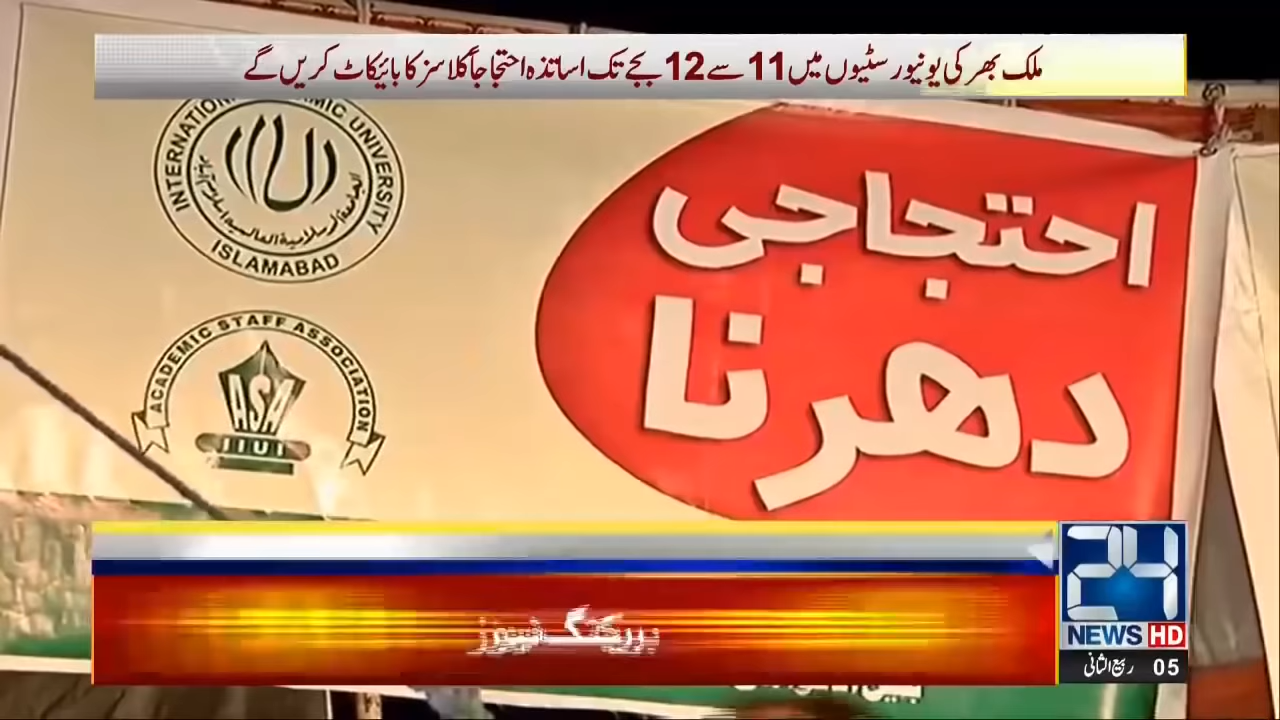 ملک بھر کی یونیورسٹیوں میں 11 سے 12 بجے تک اساتذہ احتجاجاً کلاسز کا بائیکاٹ کریں گے
INTERNATIONAL ISLAMIC UNIVERSITY
ISLAMABAD
احتجاجی
دھرنا
ACADEMIC STAFF ASSOCIATION
ASA
IIUI
بریکنگ نیوز
24
NEWS HD
05 ربیع الثانی